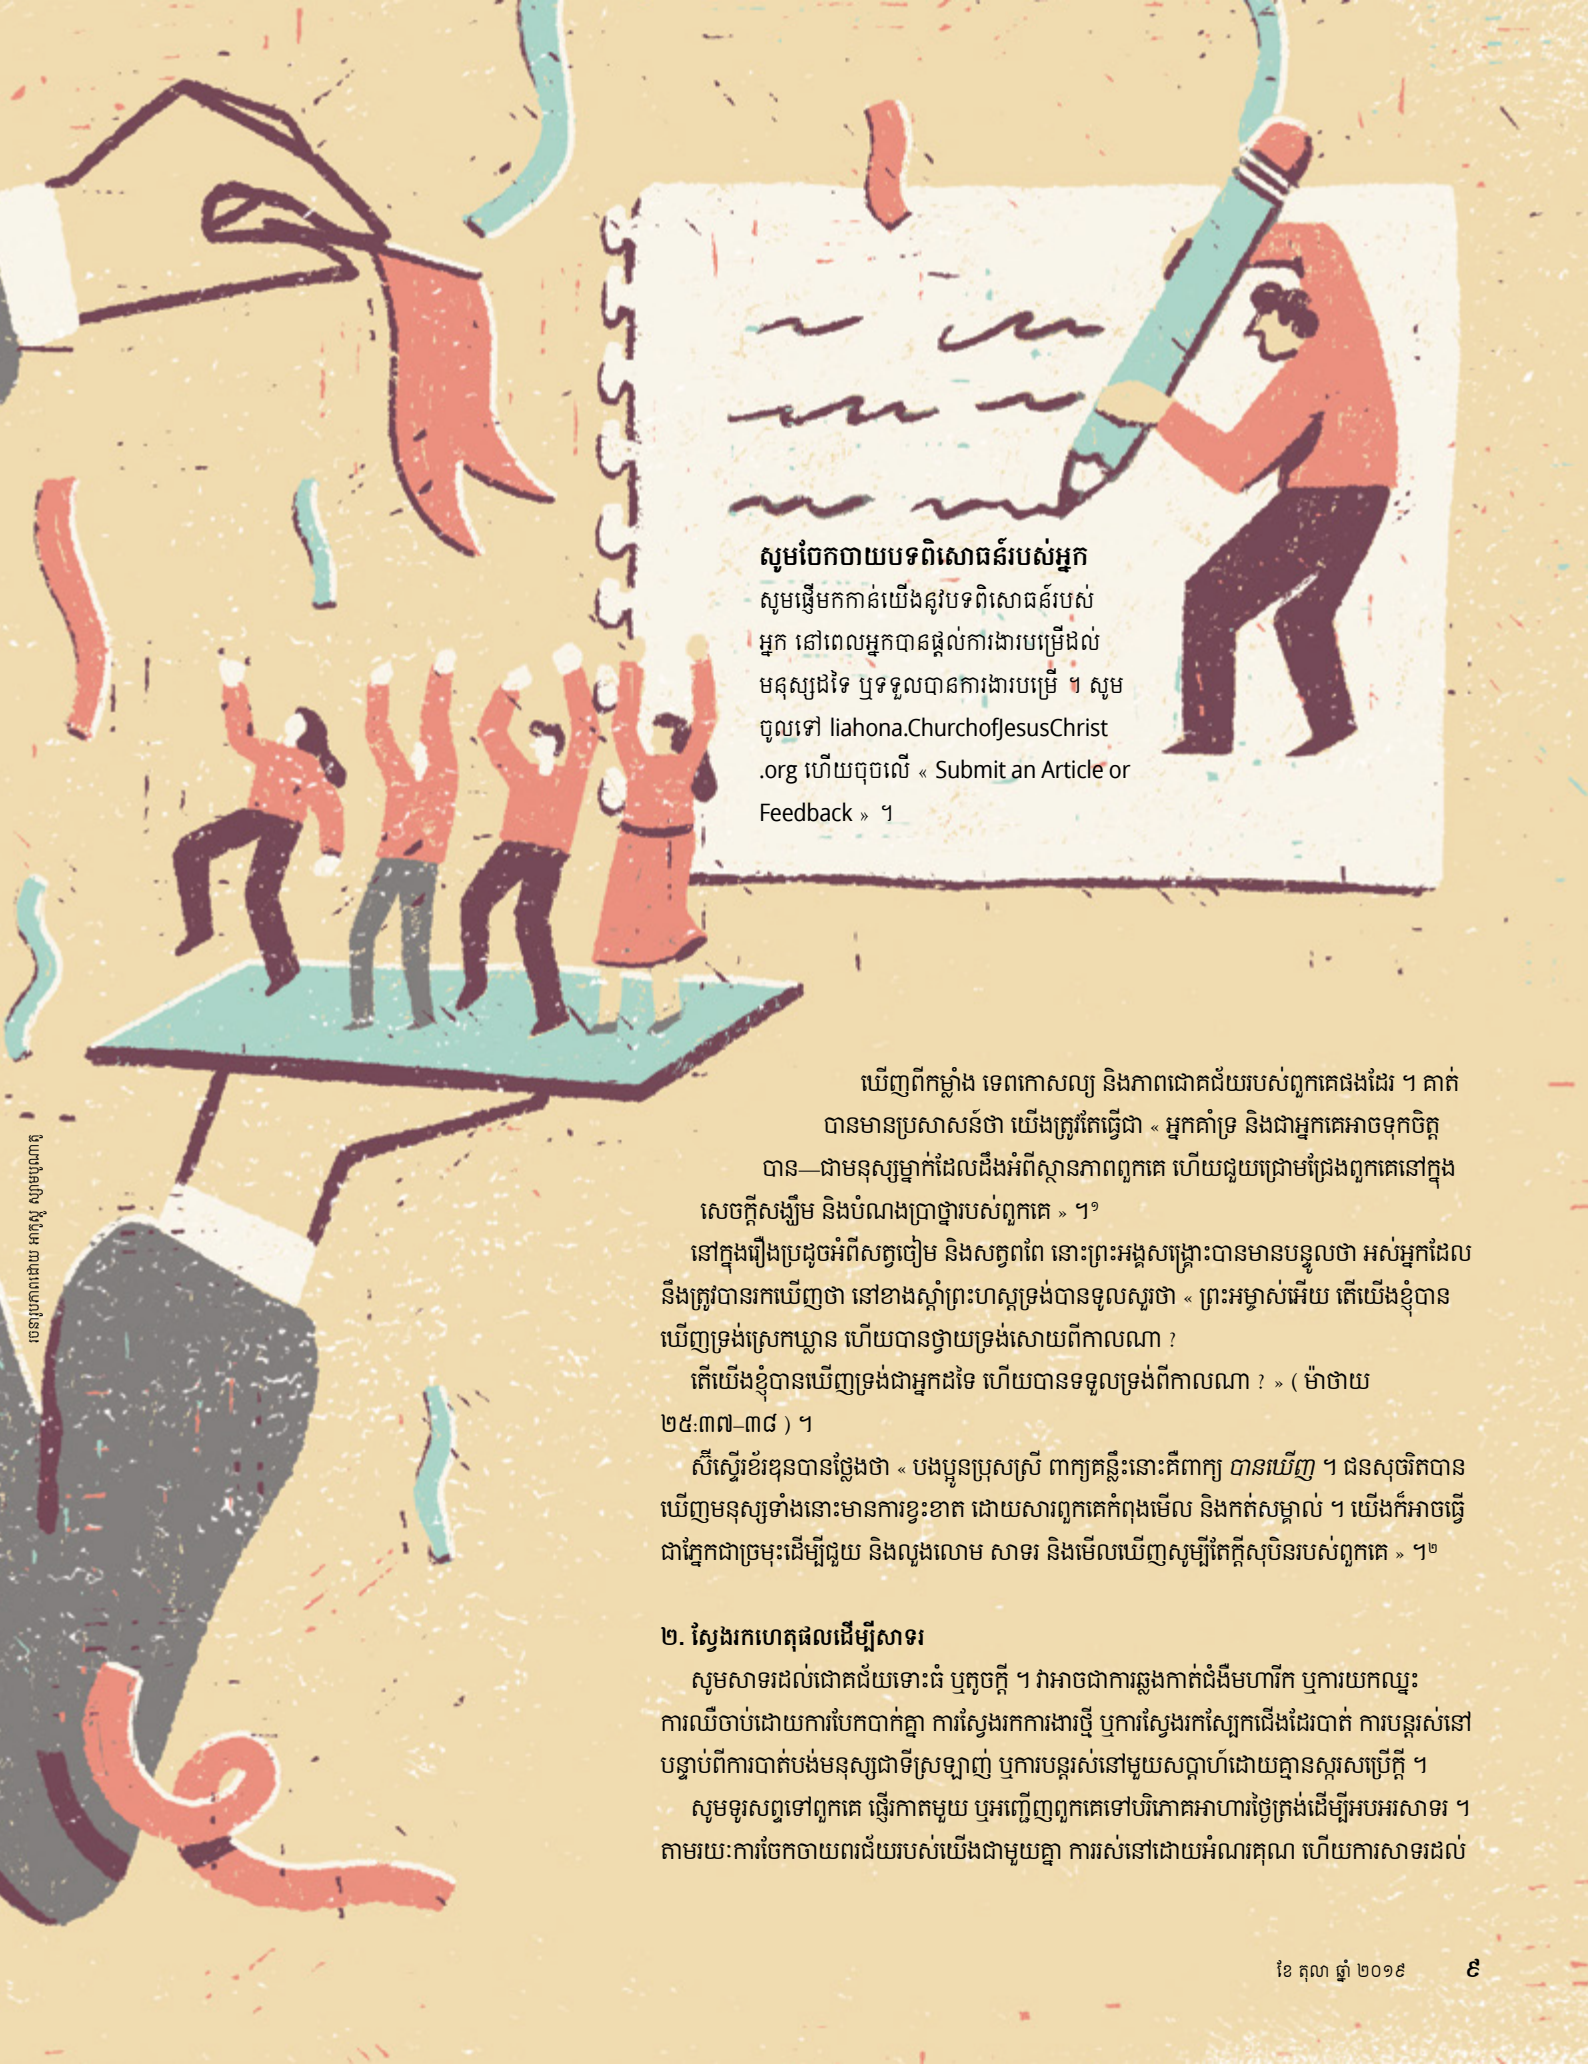 សូមចែកចាយបទពិសោធន៍របស់អ្នក
សូមផ្ញើមកកាន់យើងនូវបទពិសោធន៍របស់
អ្នក នៅពេលអ្នកបានផ្តល់ការងារបម្រើដល់
មនុស្សដទៃ ឬទទួលបានការងារបម្រើ ។ សូម
ចូលទៅ liahona.ChurchofJesusChrist
.org ហើយចុចលើ « Submit an Article or
Feedback » ។
ឃើញពីកម្លាំង ទេពកោសល្យ និងភាពជោគជ័យរបស់ពួកគេផងដែរ ។ គាត់
បានមានប្រសាសន៍ថា យើងត្រូវតែធ្វើជា « អ្នកគាំទ្រ និងជាអ្នកគេអាចទុកចិត្ត
បាន—ជាមនុស្សម្នាក់ដែលដឹងអំពីស្ថានភាពពួកគេ ហើយជួយជ្រោមជ្រែងពួកគេនៅក្នុង
សេចក្តីសង្ឃឹម និងបំណងប្រាថ្នារបស់ពួកគេ » ។១
នៅក្នុងរឿងប្រដូចអំពីសត្វចៀម និងសត្វពពែ នោះព្រះអង្គសង្គ្រោះបានមានបន្ទូលថា អស់អ្នកដែល
នឹងត្រូវបានរកឃើញថា នៅខាងស្តាំព្រះហស្តទ្រង់បានទូលសួរថា « ព្រះអម្ចាស់អើយ តើយើងខ្ញុំបាន
ឃើញទ្រង់ស្រេកឃ្លាន ហើយបានថ្វាយទ្រង់សោយពីកាលណា ?
តើយើងខ្ញុំបានឃើញទ្រង់ជាអ្នកដទៃ ហើយបានទទួលទ្រង់ពីកាលណា ? » ( ម៉ាថាយ
២៥:៣៧–៣៨ ) ។
ស៊ីស្ទើរខ័រឌុនបានថ្លែងថា « បងប្អូនប្រុសស្រី ពាក្យគន្លឹះនោះគឺពាក្យ បានឃើញ ។ ជនសុចរិតបាន
ឃើញមនុស្សទាំងនោះមានការខ្វះខាត ដោយសារពួកគេកំពុងមើល និងកត់សម្គាល់ ។ យើងក៏អាចធ្វើ
ជាភ្នែកជាច្រមុះដើម្បីជួយ និងលួងលោម សាទរ និងមើលឃើញសូម្បីតែក្តីសុបិនរបស់ពួកគេ » ។២
២. ស្វែងរកហេតុផលដើម្បីសាទរ
សូមសាទរដល់ជោគជ័យទោះធំ ឬតូចក្តី ។ វាអាចជាការឆ្លងកាត់ជំងឺមហារីក ឬការយកឈ្នះ
ការឈឺចាប់ដោយការបែកបាក់គ្នា ការស្វែងរកការងារថ្មី ឬការស្វែងរកស្បែកជើងដែរបាត់ ការបន្តរស់នៅ
បន្ទាប់ពីការបាត់បង់មនុស្សជាទីស្រឡាញ់ ឬការបន្តរស់នៅមួយសប្តាហ៍ដោយគ្មានស្ករសប្រើក្តី ។
សូមទូរសព្ទទៅពួកគេ ផ្ញើរកាតមួយ ឬអញ្ជើញពួកគេទៅបរិភោគអាហារថ្ងៃត្រង់ដើម្បីអបអរសាទរ ។
តាមរយៈការចែកចាយពរជ័យរបស់យើងជាមួយគ្នា ការរស់នៅដោយអំណរគុណ ហើយការសាទរដល់
ខែ តុលា ឆ្នាំ ២០១៩ ៩